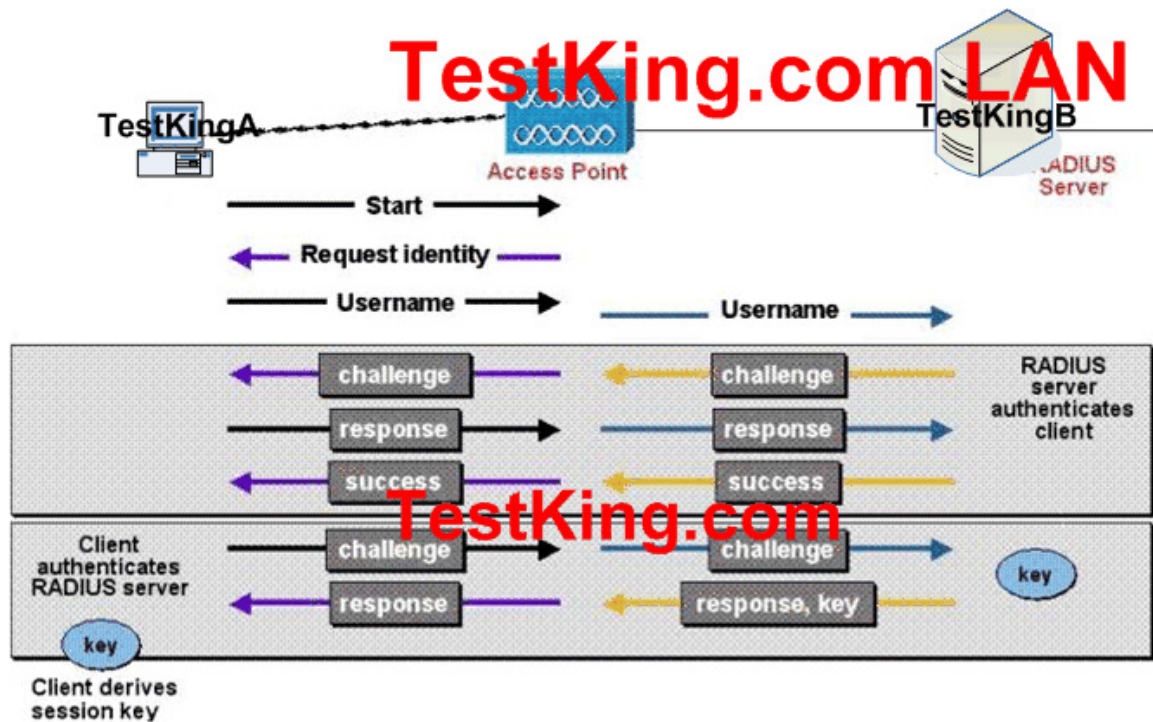 TestKing.com LAN
TestKingA
TestKingB
Access Point
RADIUS
Server
Start
Request identity
Username
Username
challenge
challenge
RADIUS
server
authenticates
client
response
response
success
success
TestKing.com
Client
authenticates
RADIUS server
challenge
challenge
key
response
response, key
key
Client derives
session key